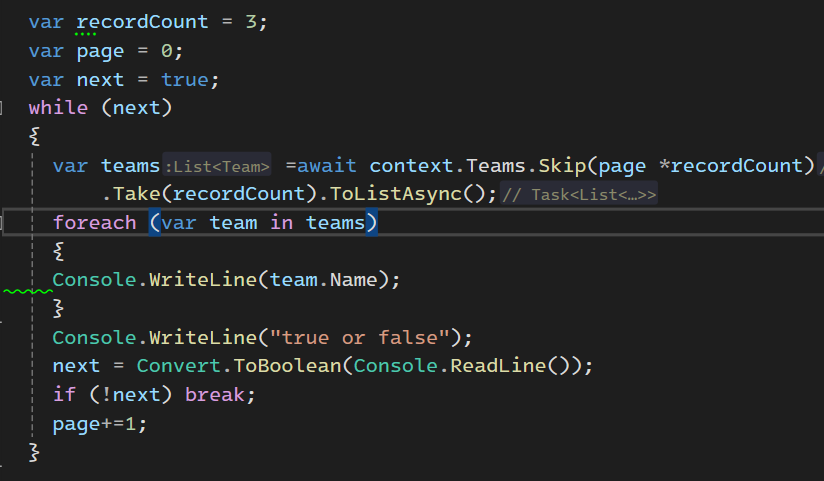 var recordCount = 3;
var page = 0;
var next = true;
while (next)
{
var teams :List<Team> =await context.Teams.Skip(page *recordCount) /
.Take(recordCount).ToListAsync(); // Task<List<…>>
foreach (var team in teams)
{
Console.WriteLine(team.Name);
}
Console.WriteLine("true or false");
next = Convert.ToBoolean(Console.ReadLine());
if (!next) break;
page+=1;
}